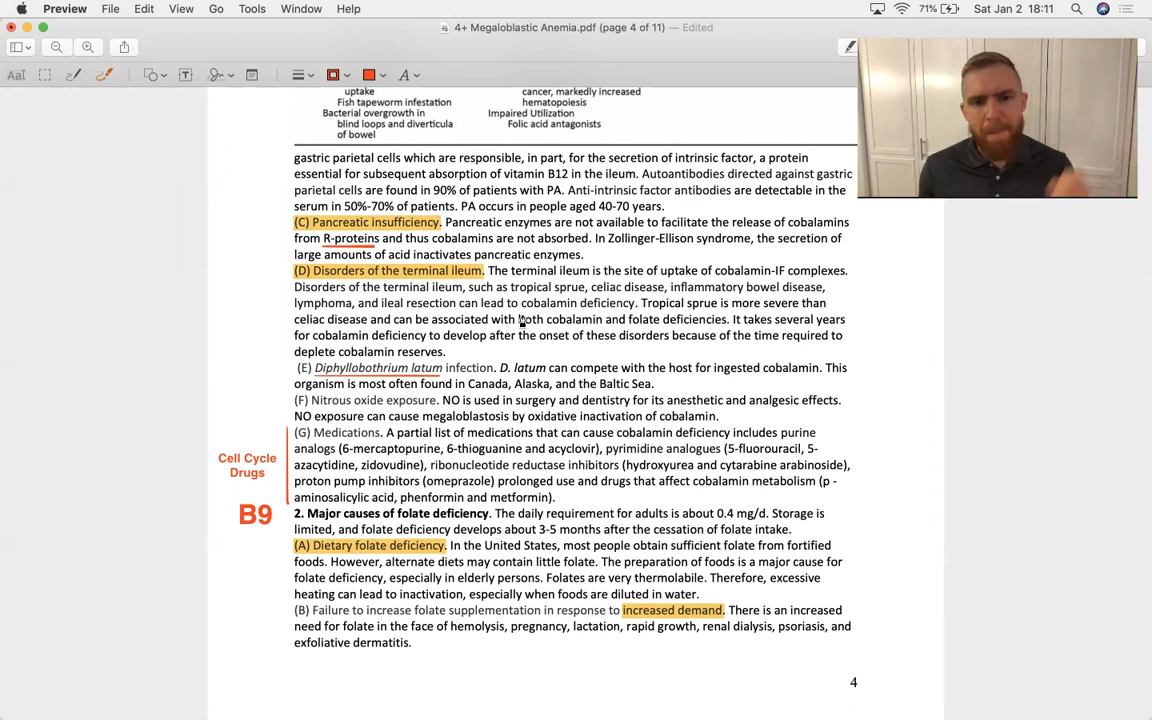 Preview File Edit View Go Tools Window Help 71% Sat Jan 2 18:11
4+ Megaloblastic Anemia.pdf (page 4 of 11) — Edited
uptake cancer, markedly increased
Fish tapeworm infestation hematopoiesis
Bacterial overgrowth in Impaired Utilization
blind loops and diverticula Folic acid antagonists
of bowel
gastric parietal cells which are responsible, in part, for the secretion of intrinsic factor, a protein
essential for subsequent absorption of vitamin B12 in the ileum. Autoantibodies directed against gastric
parietal cells are found in 90% of patients with PA. Anti-intrinsic factor antibodies are detectable in the
serum in 50%-70% of patients. PA occurs in people aged 40-70 years.
(C) Pancreatic insufficiency. Pancreatic enzymes are not available to facilitate the release of cobalamins
from R-proteins and thus cobalamins are not absorbed. In Zollinger-Ellison syndrome, the secretion of
large amounts of acid inactivates pancreatic enzymes.
(D) Disorders of the terminal ileum. The terminal ileum is the site of uptake of cobalamin-IF complexes.
Disorders of the terminal ileum, such as tropical sprue, celiac disease, inflammatory bowel disease,
lymphoma, and ileal resection can lead to cobalamin deficiency. Tropical sprue is more severe than
celiac disease and can be associated with both cobalamin and folate deficiencies. It takes several years
for cobalamin deficiency to develop after the onset of these disorders because of the time required to
deplete cobalamin reserves.
(E) Diphyllobothrium latum infection. D. latum can compete with the host for ingested cobalamin. This
organism is most often found in Canada, Alaska, and the Baltic Sea.
(F) Nitrous oxide exposure. NO is used in surgery and dentistry for its anesthetic and analgesic effects.
NO exposure can cause megaloblastosis by oxidative inactivation of cobalamin.
(G) Medications. A partial list of medications that can cause cobalamin deficiency includes purine
analogs (6-mercaptopurine, 6-thioguanine and acyclovir), pyrimidine analogues (5-fluorouracil, 5-
azacytidine, zidovudine), ribonucleotide reductase inhibitors (hydroxyurea and cytarabine arabinoside),
proton pump inhibitors (omeprazole) prolonged use and drugs that affect cobalamin metabolism (p -
aminosalicylic acid, phenformin and metformin).
Cell Cycle
Drugs
B9
2. Major causes of folate deficiency. The daily requirement for adults is about 0.4 mg/d. Storage is
limited, and folate deficiency develops about 3-5 months after the cessation of folate intake.
(A) Dietary folate deficiency. In the United States, most people obtain sufficient folate from fortified
foods. However, alternate diets may contain little folate. The preparation of foods is a major cause for
folate deficiency, especially in elderly persons. Folates are very thermolabile. Therefore, excessive
heating can lead to inactivation, especially when foods are diluted in water.
(B) Failure to increase folate supplementation in response to increased demand. There is an increased
need for folate in the face of hemolysis, pregnancy, lactation, rapid growth, renal dialysis, psoriasis, and
exfoliative dermatitis.
4